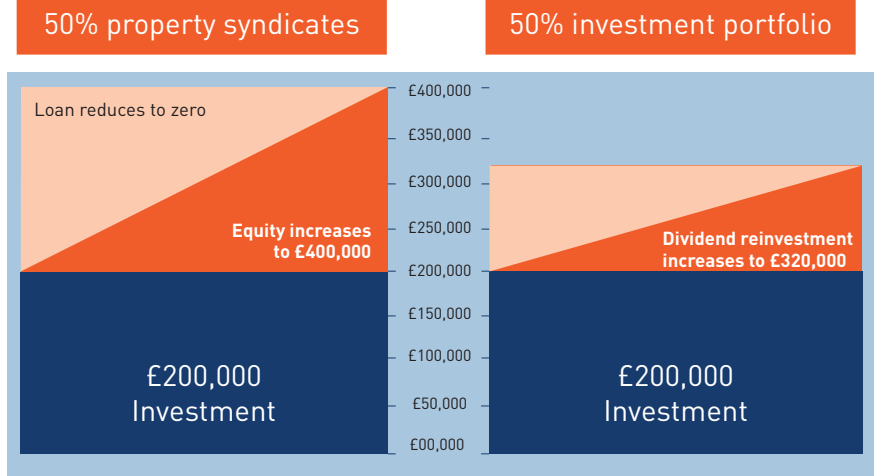 50% property syndicates
50% investment portfolio
Loan reduces to zero
Equity increases
to £400,000
£200,000
Investment
£400,000
£350,000
£300,000
£250,000
£200,000
£150,000
£100,000
£50,000
£00,000
Dividend reinvestment
increases to £320,000
£200,000
Investment